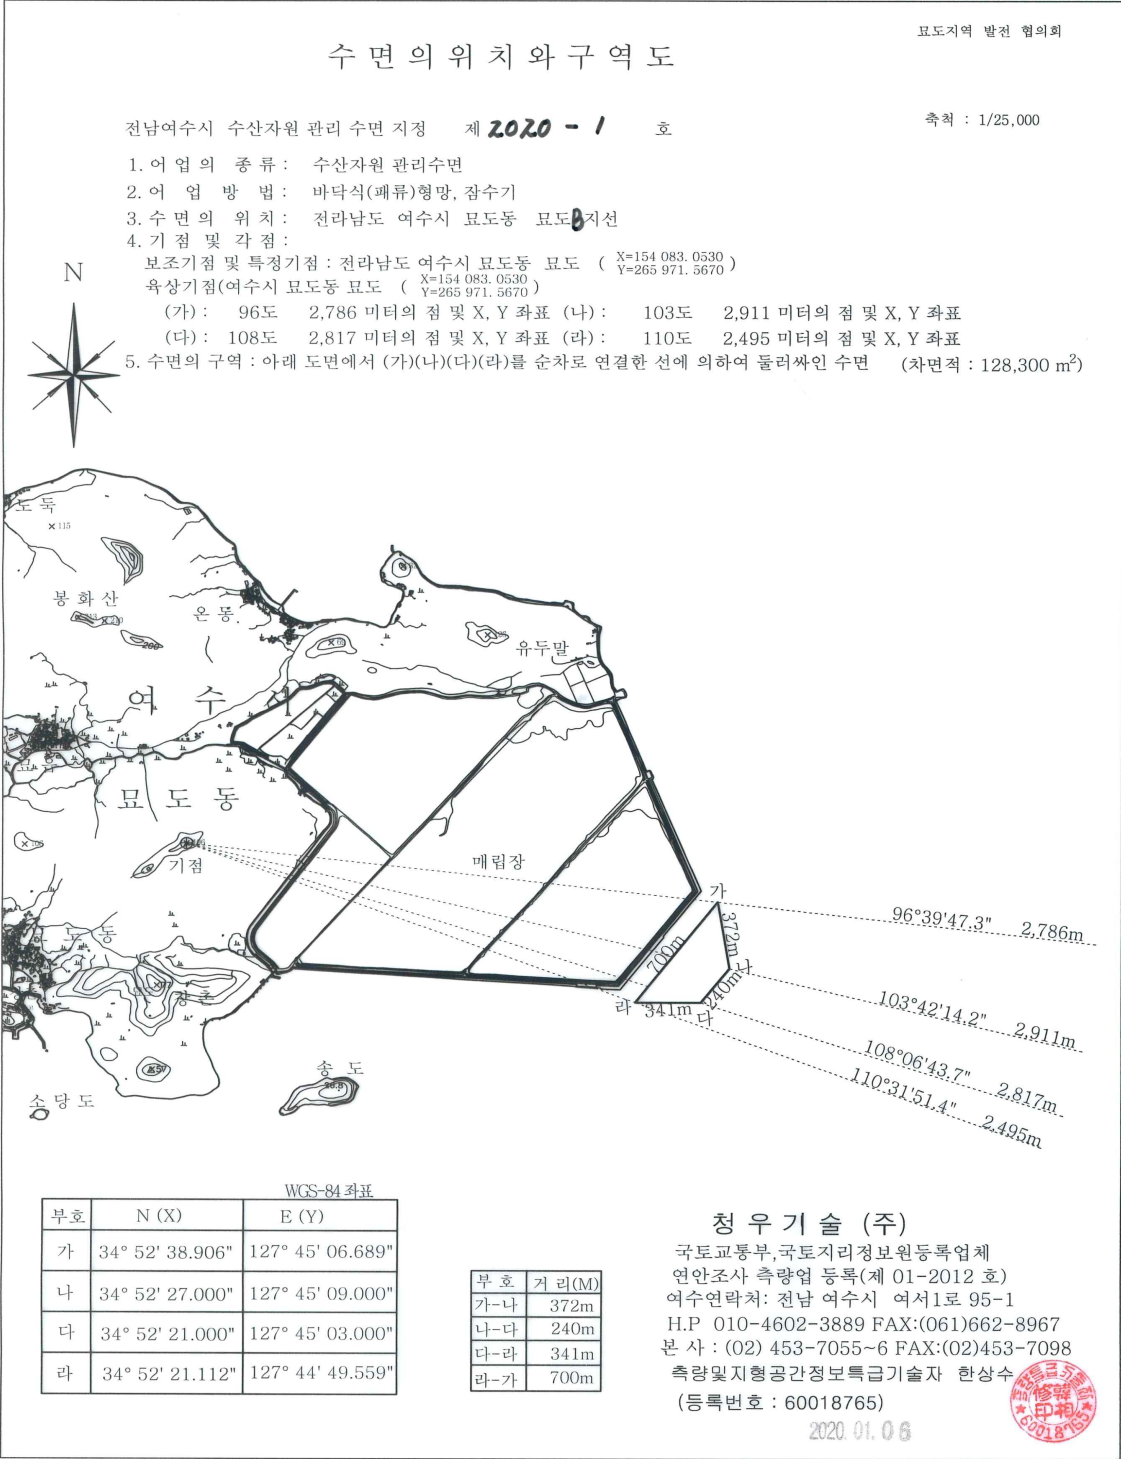 묘도지역 발전 협의회
수면의위치와구역도
전남여수시 수산자원 관리 수면 지정 제 2020 - 1 호
축척 : 1/25,000
1. 어 업 의 종 류 : 수산자원 관리수면
2. 어 업 방 법 : 바닥식(패류)형망, 잠수기
3. 수 면 의 위 치 : 전라남도 여수시 묘도동 묘도B지선
4. 기 점 및 각 점 :
보조기점 및 특정기점 : 전라남도 여수시 묘도동 묘도 ( X=154 083. 0530
Y=265 971. 5670 )
육상기점(여수시 묘도동 묘도 ( X=154 083. 0530
Y=265 971. 5670 )
(가) : 96도 2,786 미터의 점 및 X, Y 좌표 (나) : 103도 2,911 미터의 점 및 X, Y 좌표
(다) : 108도 2,817 미터의 점 및 X, Y 좌표 (라) : 110도 2,495 미터의 점 및 X, Y 좌표
5. 수면의 구역 : 아래 도면에서 (가)(나)(다)(라)를 순차로 연결한 선에 의하여 둘러싸인 수면 (차면적 : 128,300 m²)
N
도독
×115
봉화산
온동
유두말
여 수 시
묘도동
기점
매립장
가
96°39'47.3" 2,786m
372m
700m
나
240m
103°42'14.2" 2,911m
라 341m 다
108°06'43.7" 2,817m
110°31'51.4" 2,495m
송 도
소당도
WGS-84 좌표
부호 N (X) E (Y)
가 34° 52' 38.906" 127° 45' 06.689"
나 34° 52' 27.000" 127° 45' 09.000"
다 34° 52' 21.000" 127° 45' 03.000"
라 34° 52' 21.112" 127° 44' 49.559"
부 호 거 리(M)
가-나 372m
나-다 240m
다-라 341m
라-가 700m
청우기술 (주)
국토교통부,국토지리정보원등록업체
연안조사 측량업 등록(제 01-2012 호)
여수연락처: 전남 여수시 여서1로 95-1
H.P 010-4602-3889 FAX:(061)662-8967
본 사 : (02) 453-7055~6 FAX:(02)453-7098
측량및지형공간정보특급기술자 한상수
(등록번호 : 60018765)
2020. 01. 06
60018765